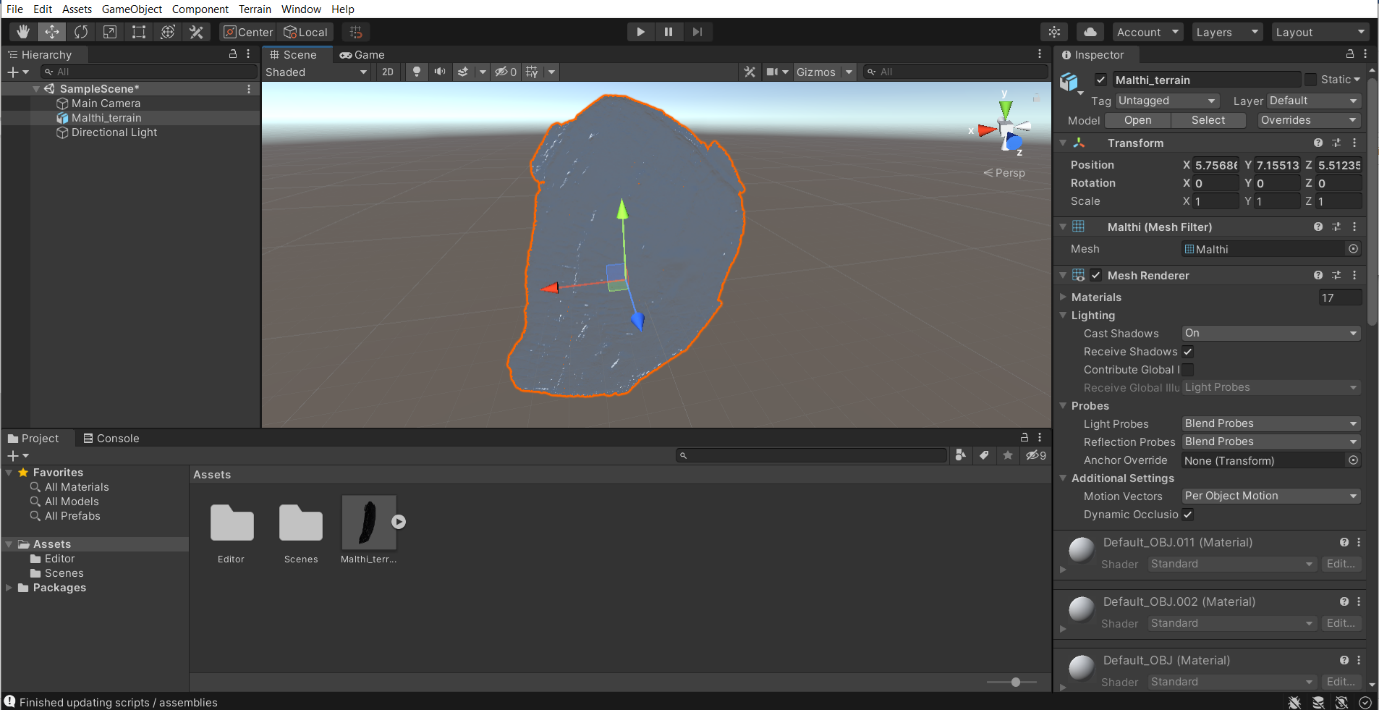 File Edit Assets GameObject Component Terrain Window Help
Center Local Account Layers Layout
Hierarchy
All
SampleScene*
Main Camera
Malthi_terrain
Directional Light
Scene Game
Shaded 2D 0 Gizmos All
y
x
z
Persp
Inspector
Malthi_terrain Static
Tag Untagged Layer Default
Model Open Select Overrides
Transform
Position X 5.7568 Y 7.15513 Z 5.51235
Rotation X 0 Y 0 Z 0
Scale X 1 Y 1 Z 1
Malthi (Mesh Filter)
Mesh Malthi
Mesh Renderer
Materials 17
Lighting
Cast Shadows On
Receive Shadows
Contribute Global I
Receive Global Illu Light Probes
Probes
Light Probes Blend Probes
Reflection Probes Blend Probes
Anchor Override None (Transform)
Additional Settings
Motion Vectors Per Object Motion
Dynamic Occlusio
Default_OBJ.011 (Material)
Shader Standard Edit...
Default_OBJ.002 (Material)
Shader Standard Edit...
Default_OBJ (Material)
Shader Standard Edit...
Project Console
9
Favorites
All Materials
All Models
All Prefabs
Assets
Editor
Scenes
Packages
Assets
Editor Scenes Malthi_terr...
Finished updating scripts / assemblies